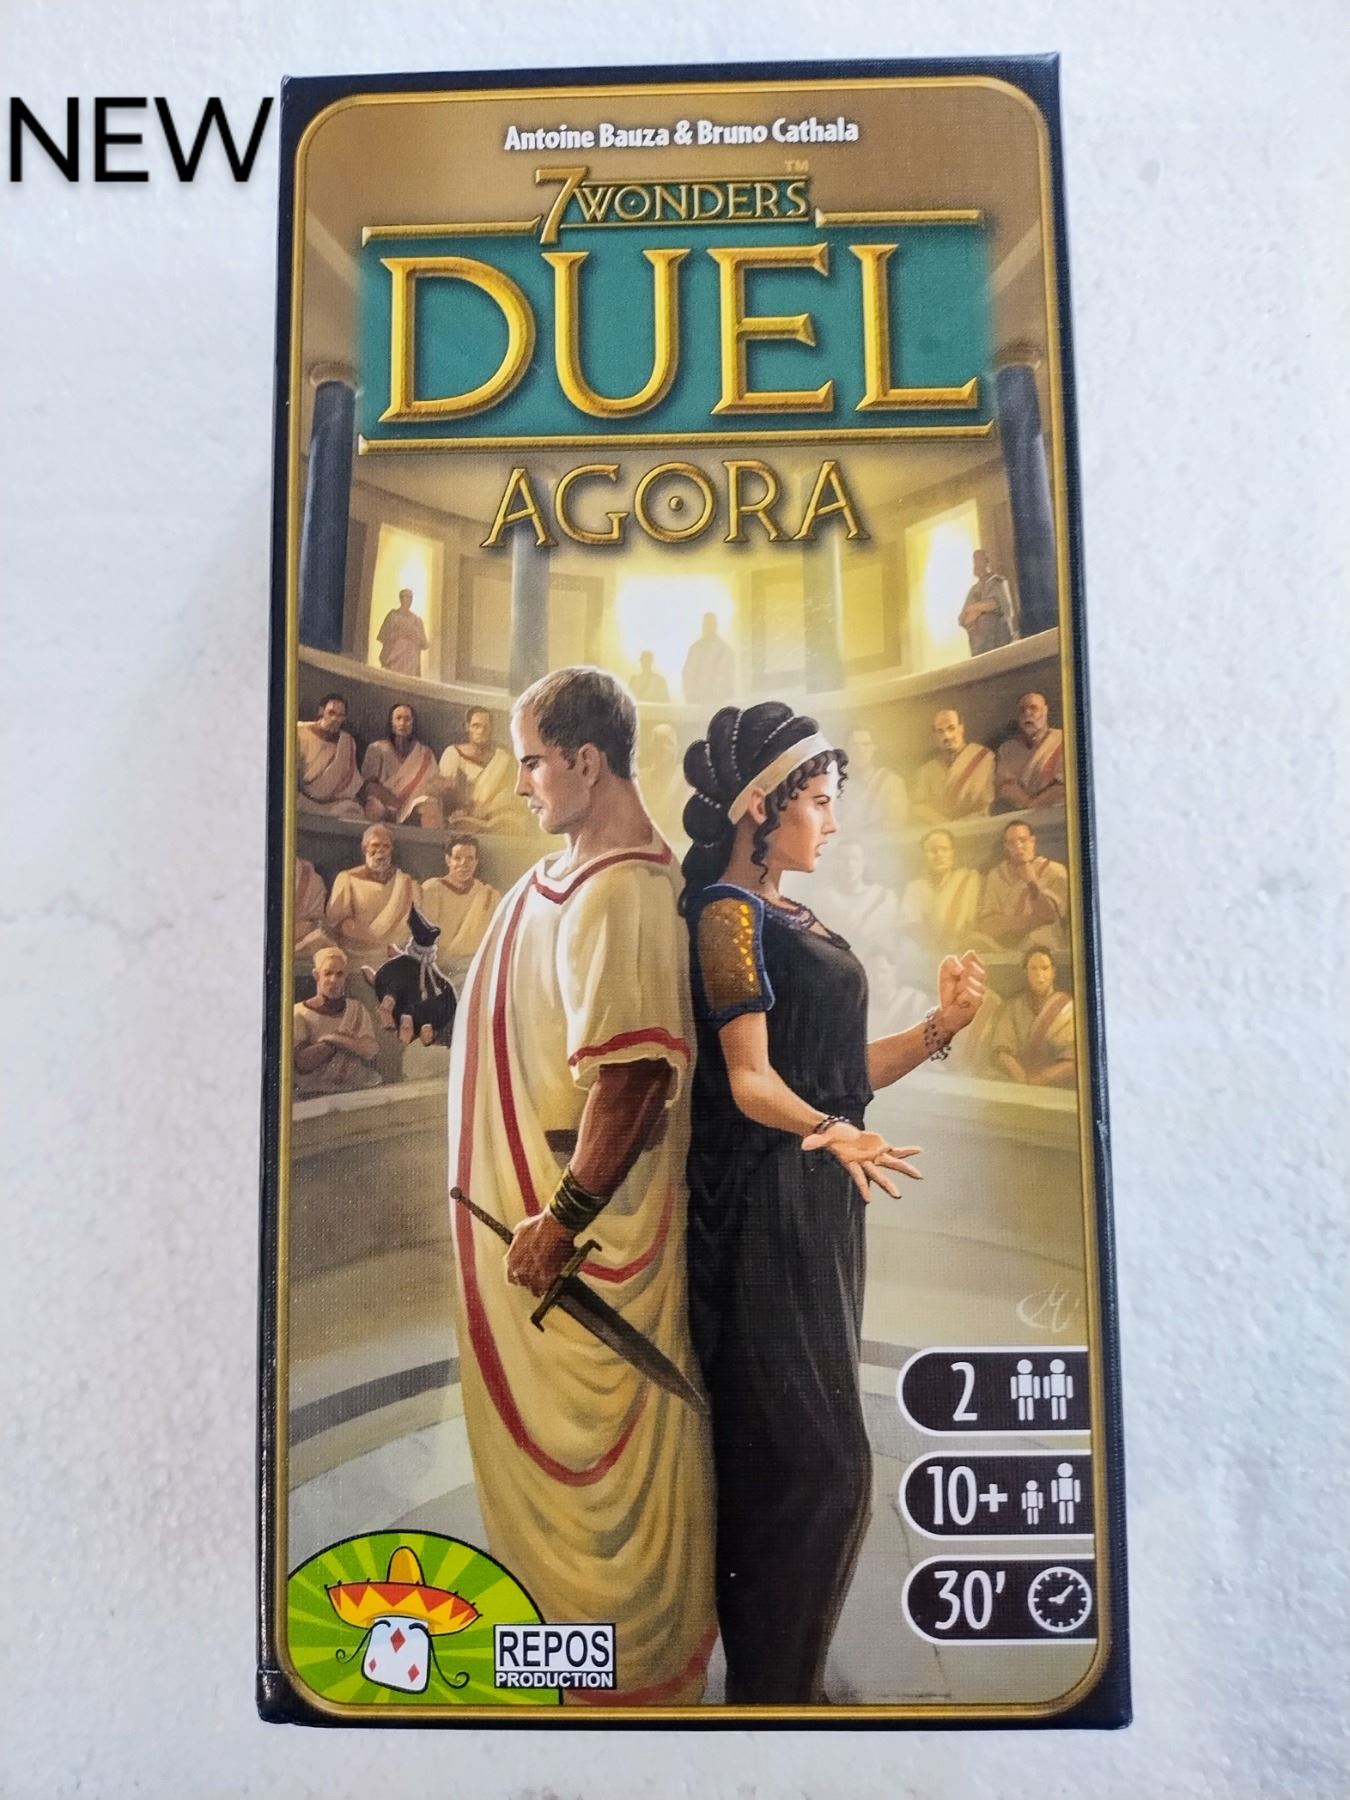 NEW
Antoine Bauza & Bruno Cathala
7 WONDERS™
DUEL
AGORA
2
10+
30'
REPOS
PRODUCTION